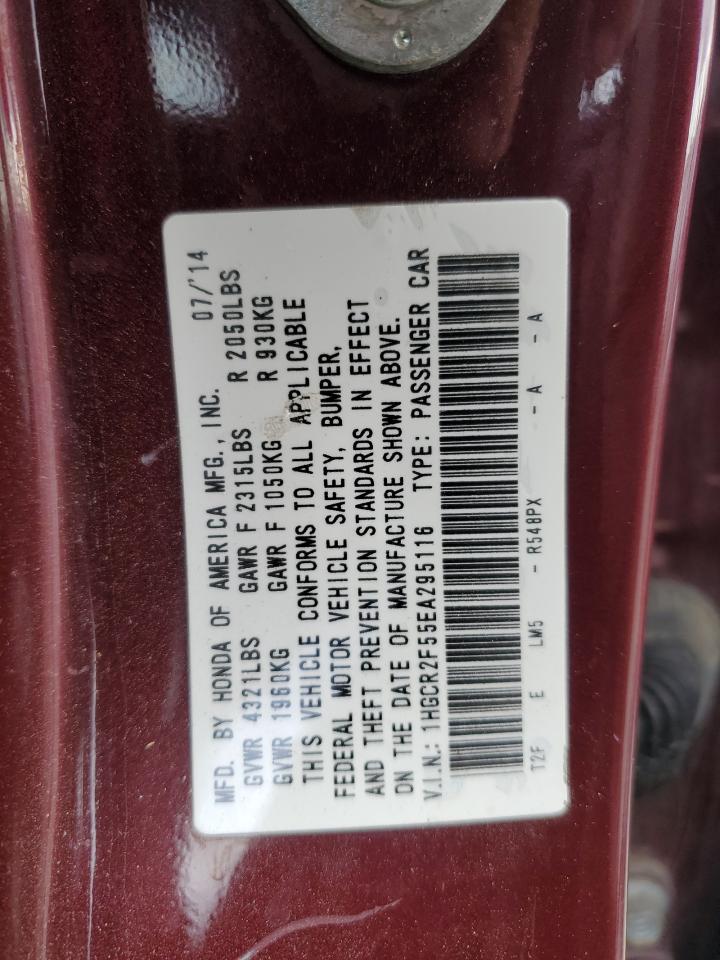 MFD. BY HONDA OF AMERICA MFG., INC. 07/'14
GVWR 4321LBS GAWR F 2315LBS R 2050LBS
GVWR 1960KG GAWR F 1050KG R 930KG
THIS VEHICLE CONFORMS TO ALL APPLICABLE
FEDERAL MOTOR VEHICLE SAFETY, BUMPER,
AND THEFT PREVENTION STANDARDS IN EFFECT
ON THE DATE OF MANUFACTURE SHOWN ABOVE.
V.I.N.: 1HGCR2F55EA295116 TYPE: PASSENGER CAR
T2F E LM5 - R548PX - A - A